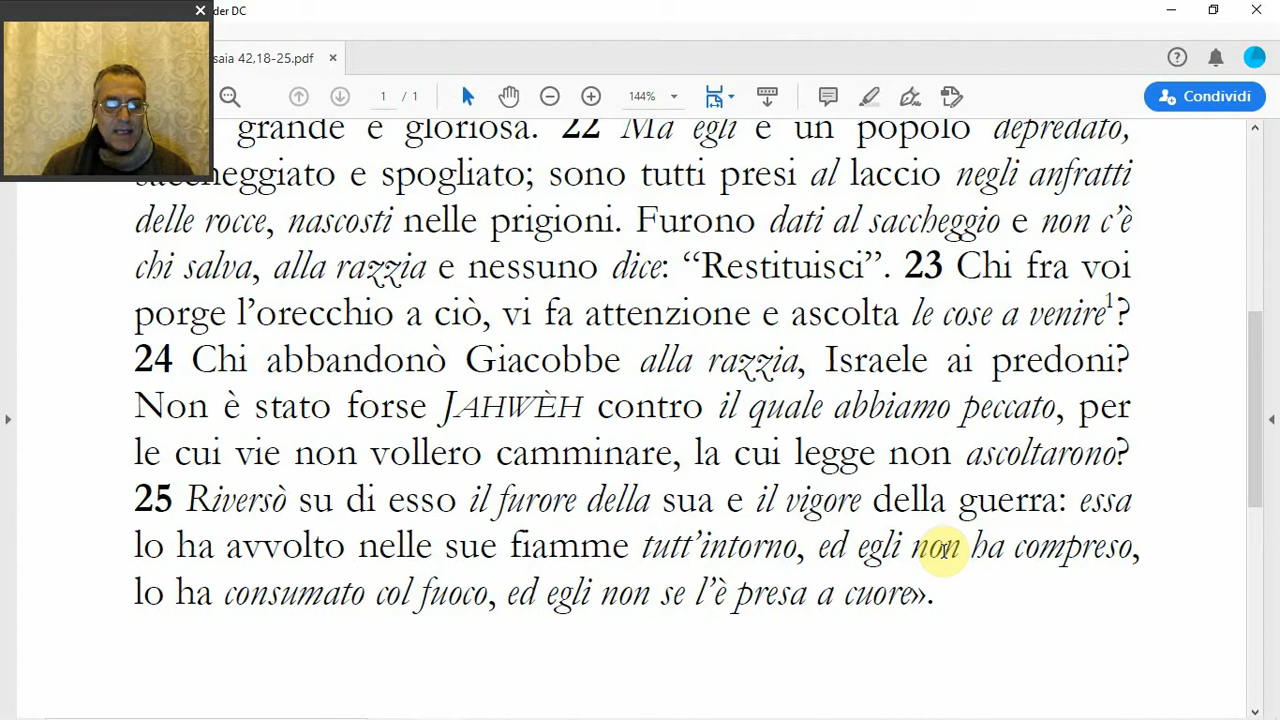 der DC
saia 42,18-25.pdf
1 / 1
144%
Condividi
grande e gloriosa. 22 Ma egli è un popolo depredato,
saccheggiato e spogliato; sono tutti presi al laccio negli anfratti
delle rocce, nascosti nelle prigioni. Furono dati al saccheggio e non c’è
chi salva, alla razzia e nessuno dice: “Restituisci”. 23 Chi fra voi
porge l’orecchio a ciò, vi fa attenzione e ascolta le cose a venire1?
24 Chi abbandonò Giacobbe alla razzia, Israele ai predoni?
Non è stato forse JAHWÈH contro il quale abbiamo peccato, per
le cui vie non vollero camminare, la cui legge non ascoltarono?
25 Riversò su di esso il furore della sua e il vigore della guerra: essa
lo ha avvolto nelle sue fiamme tutt’intorno, ed egli non ha compreso,
lo ha consumato col fuoco, ed egli non se l’è presa a cuore».